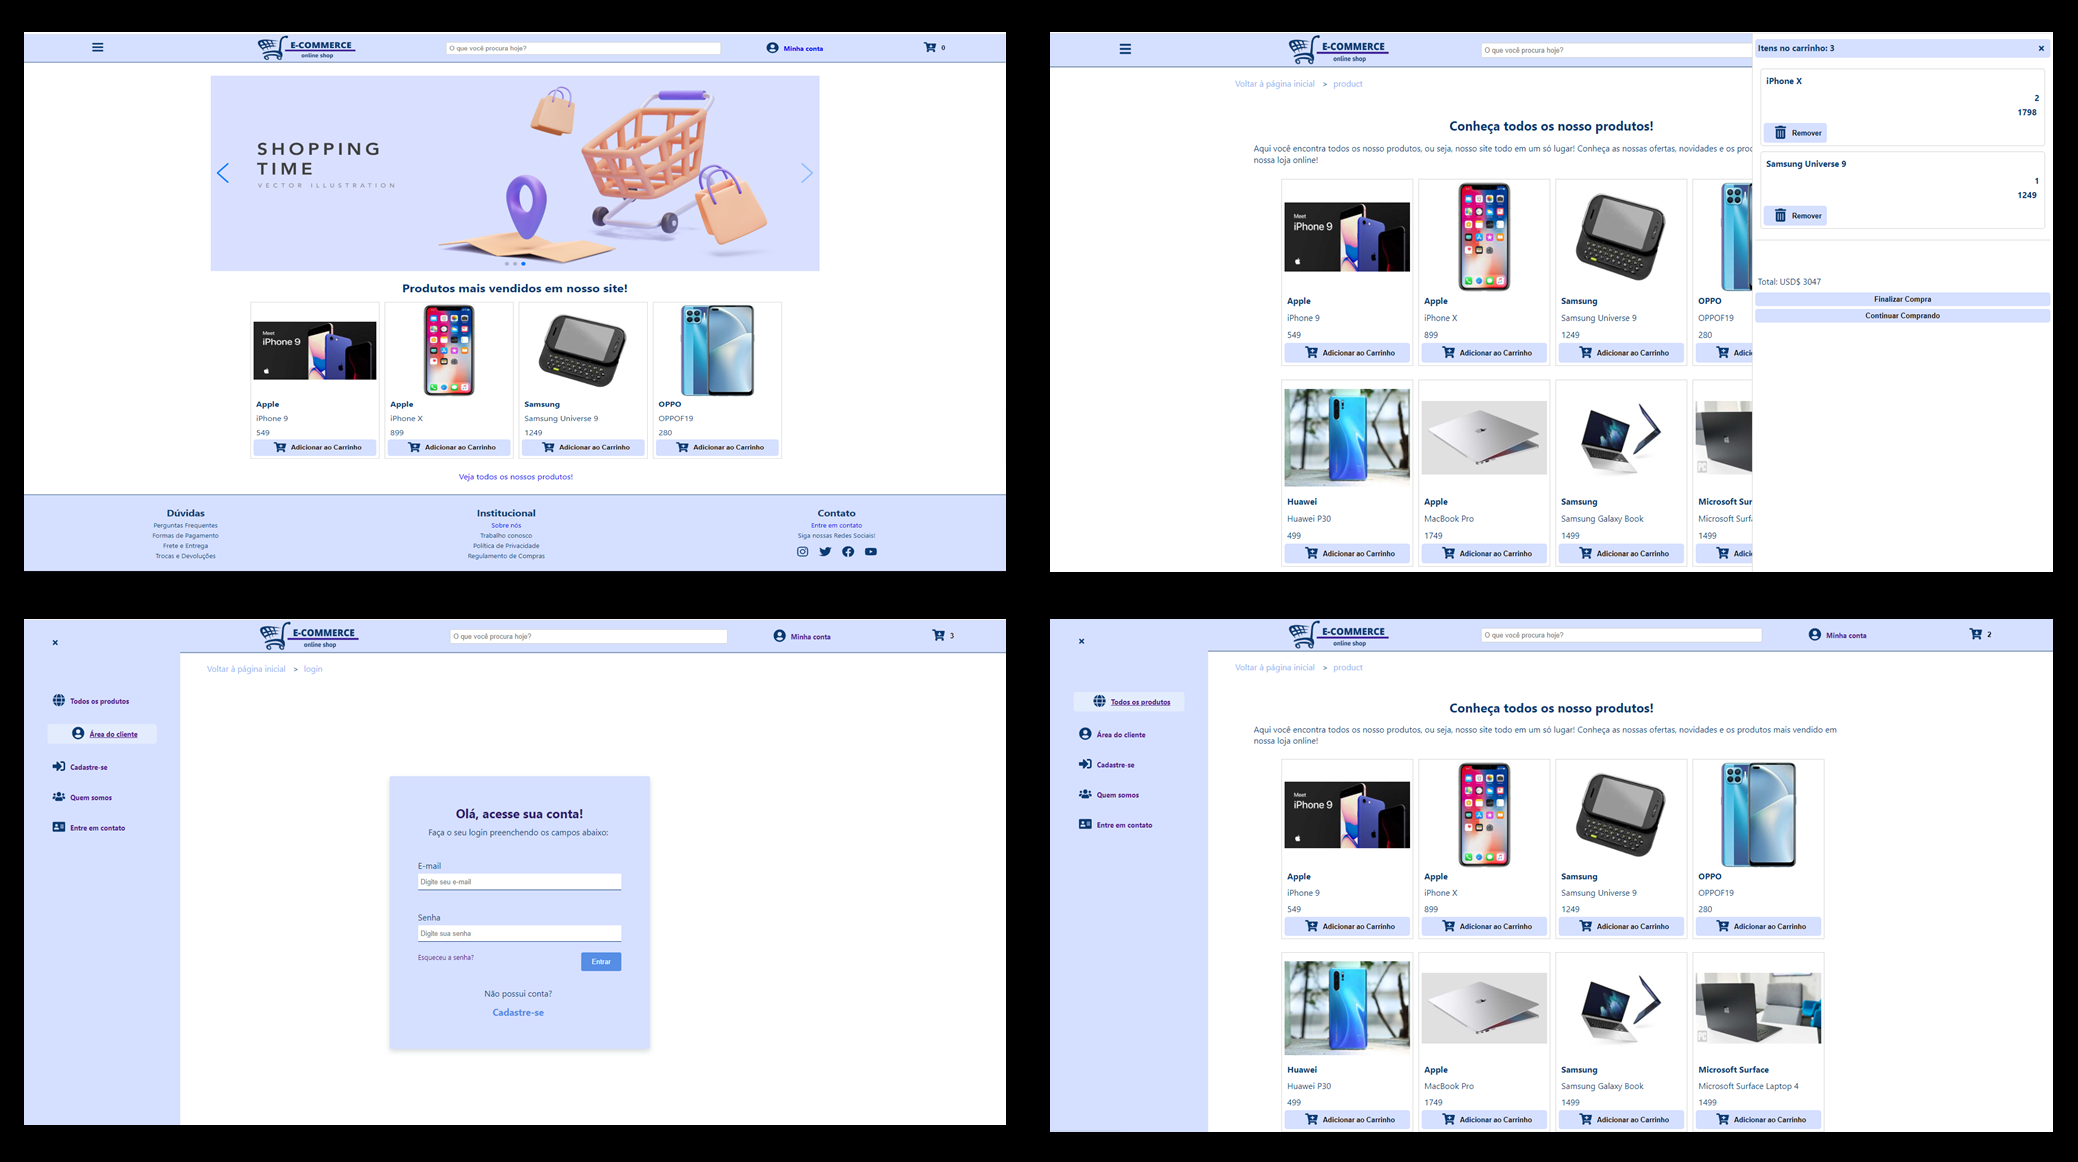 E-COMMERCE
online shop
O que você procura hoje?
Minha conta
0
SHOPPING
TIME
VECTOR ILLUSTRATION
Produtos mais vendidos em nosso site!
Meet
iPhone 9
Apple
iPhone 9
549
Adicionar ao Carrinho
Apple
iPhone X
899
Adicionar ao Carrinho
Samsung
Samsung Universe 9
1249
Adicionar ao Carrinho
OPPO
OPPOF19
280
Adicionar ao Carrinho
Veja todos os nossos produtos!
Dúvidas
Perguntas Frequentes
Formas de Pagamento
Frete e Entrega
Trocas e Devoluções
Institucional
Sobre nós
Trabalho conosco
Política de Privacidade
Regulamento de Compras
Contato
Entre em contato
Siga nossas Redes Sociais!
E-COMMERCE
online shop
O que você procura hoje?
Voltar à página inicial > product
Conheça todos os nosso produtos!
Aqui você encontra todos os nosso produtos, ou seja, nosso site todo em um só lugar! Conheça as nossas ofertas, novidades e os
nossa loja online!
Meet
iPhone 9
Apple
iPhone 9
549
Adicionar ao Carrinho
Apple
iPhone X
899
Adicionar ao Carrinho
Samsung
Samsung Universe 9
1249
Adicionar ao Carrinho
OPPO
OPPOF19
280
Adici
Huawei
Huawei P30
499
Adicionar ao Carrinho
Apple
MacBook Pro
1749
Adicionar ao Carrinho
Samsung
Samsung Galaxy Book
1499
Adicionar ao Carrinho
Microsoft Sur
Microsoft Surf
1499
Adici
Itens no carrinho: 3
×
iPhone X
2
1798
Remover
Samsung Universe 9
1
1249
Remover
Total: USD$ 3047
Finalizar Compra
Continuar Comprando
×
Todos os produtos
Área do cliente
Cadastre-se
Quem somos
Entre em contato
E-COMMERCE
online shop
O que você procura hoje?
Minha conta
3
Voltar à página inicial > login
Olá, acesse sua conta!
Faça o seu login preenchendo os campos abaixo:
E-mail
Digite seu e-mail
Senha
Digite sua senha
Esqueceu a senha?
Entrar
Não possui conta?
Cadastre-se
×
Todos os produtos
Área do cliente
Cadastre-se
Quem somos
Entre em contato
E-COMMERCE
online shop
O que você procura hoje?
Minha conta
2
Voltar à página inicial > product
Conheça todos os nosso produtos!
Aqui você encontra todos os nosso produtos, ou seja, nosso site todo em um só lugar! Conheça as nossas ofertas, novidades e os produtos mais vendido em
nossa loja online!
Meet
iPhone 9
Apple
iPhone 9
549
Adicionar ao Carrinho
Apple
iPhone X
899
Adicionar ao Carrinho
Samsung
Samsung Universe 9
1249
Adicionar ao Carrinho
OPPO
OPPOF19
280
Adicionar ao Carrinho
Huawei
Huawei P30
499
Adicionar ao Carrinho
Apple
MacBook Pro
1749
Adicionar ao Carrinho
Samsung
Samsung Galaxy Book
1499
Adicionar ao Carrinho
Microsoft Surface
Microsoft Surface Laptop 4
1499
Adicionar ao Carrinho